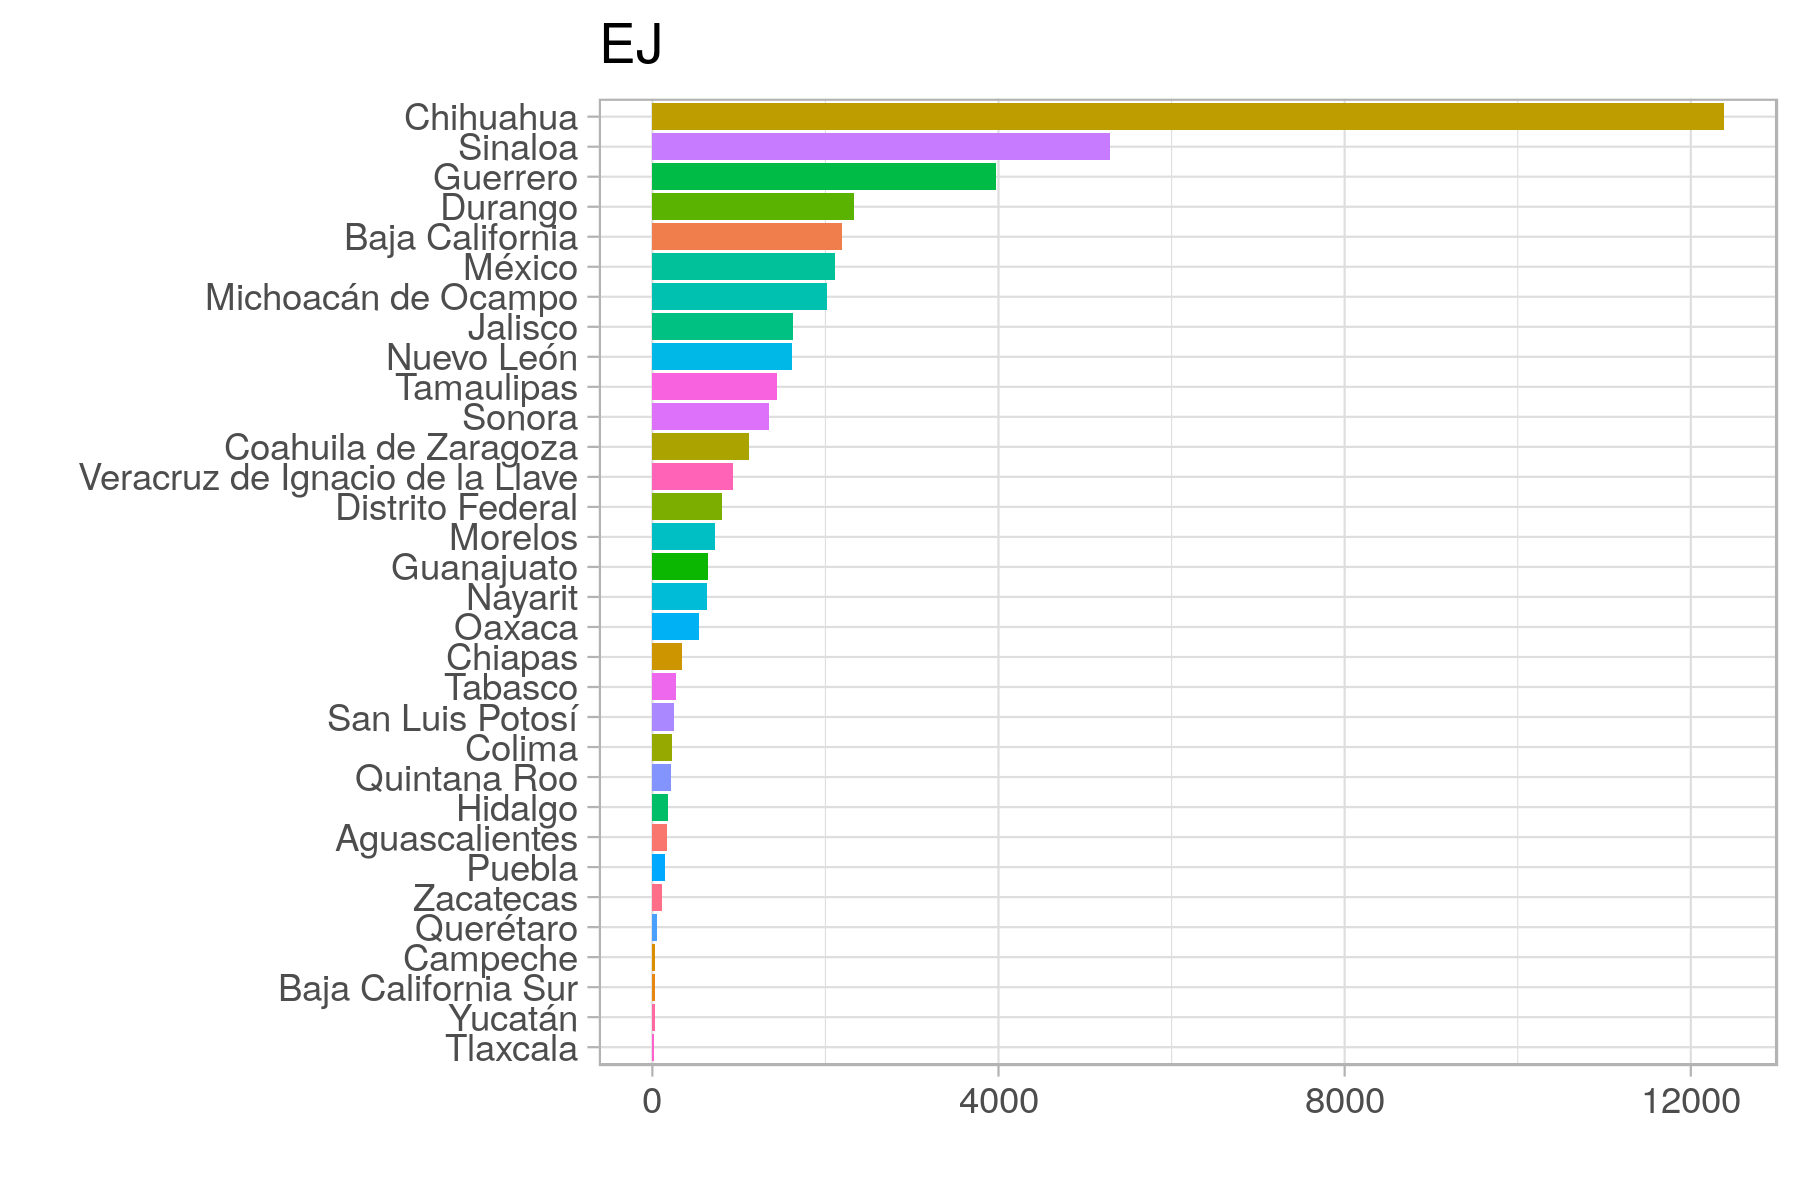 EJ
Chihuahua
Sinaloa
Guerrero
Durango
Baja California
México
Michoacán de Ocampo
Jalisco
Nuevo León
Tamaulipas
Sonora
Coahuila de Zaragoza
Veracruz de Ignacio de la Llave
Distrito Federal
Morelos
Guanajuato
Nayarit
Oaxaca
Chiapas
Tabasco
San Luis Potosí
Colima
Quintana Roo
Hidalgo
Aguascalientes
Puebla
Zacatecas
Querétaro
Campeche
Baja California Sur
Yucatán
Tlaxcala
0 4000 8000 12000